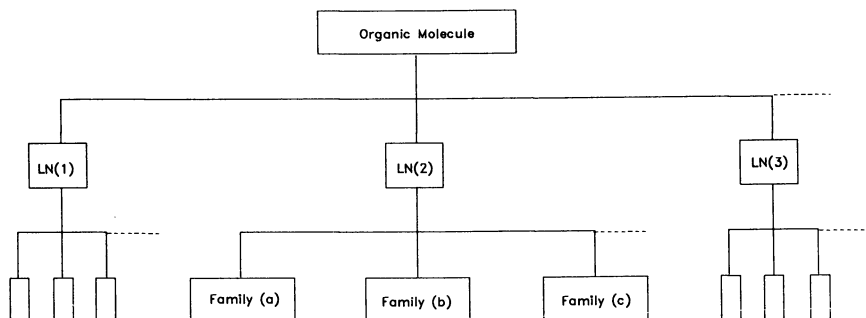 Organic Molecule
LN(1)
LN(2)
LN(3)
Family (a)
Family (b)
Family (c)